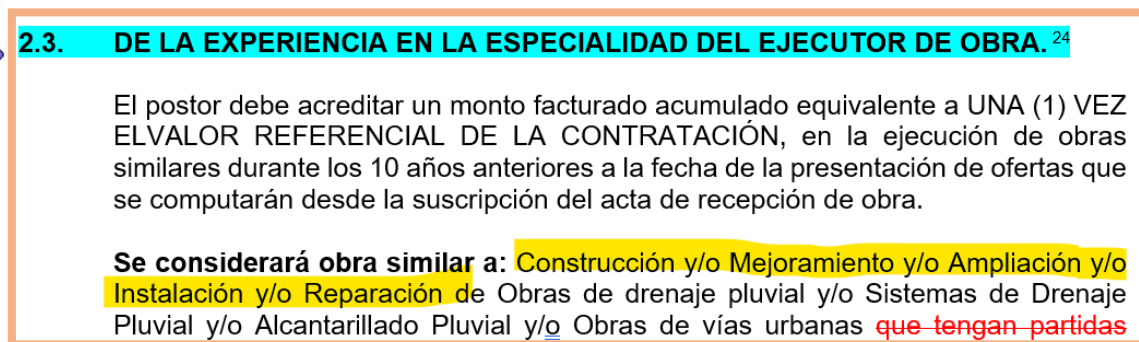 2.3. DE LA EXPERIENCIA EN LA ESPECIALIDAD DEL EJECUTOR DE OBRA. 24
El postor debe acreditar un monto facturado acumulado equivalente a UNA (1) VEZ
ELVALOR REFERENCIAL DE LA CONTRATACIÓN, en la ejecución de obras
similares durante los 10 años anteriores a la fecha de la presentación de ofertas que
se computarán desde la suscripción del acta de recepción de obra.
Se considerará obra similar a: Construcción y/o Mejoramiento y/o Ampliación y/o
Instalación y/o Reparación de Obras de drenaje pluvial y/o Sistemas de Drenaje
Pluvial y/o Alcantarillado Pluvial y/o Obras de vías urbanas que tengan partidas